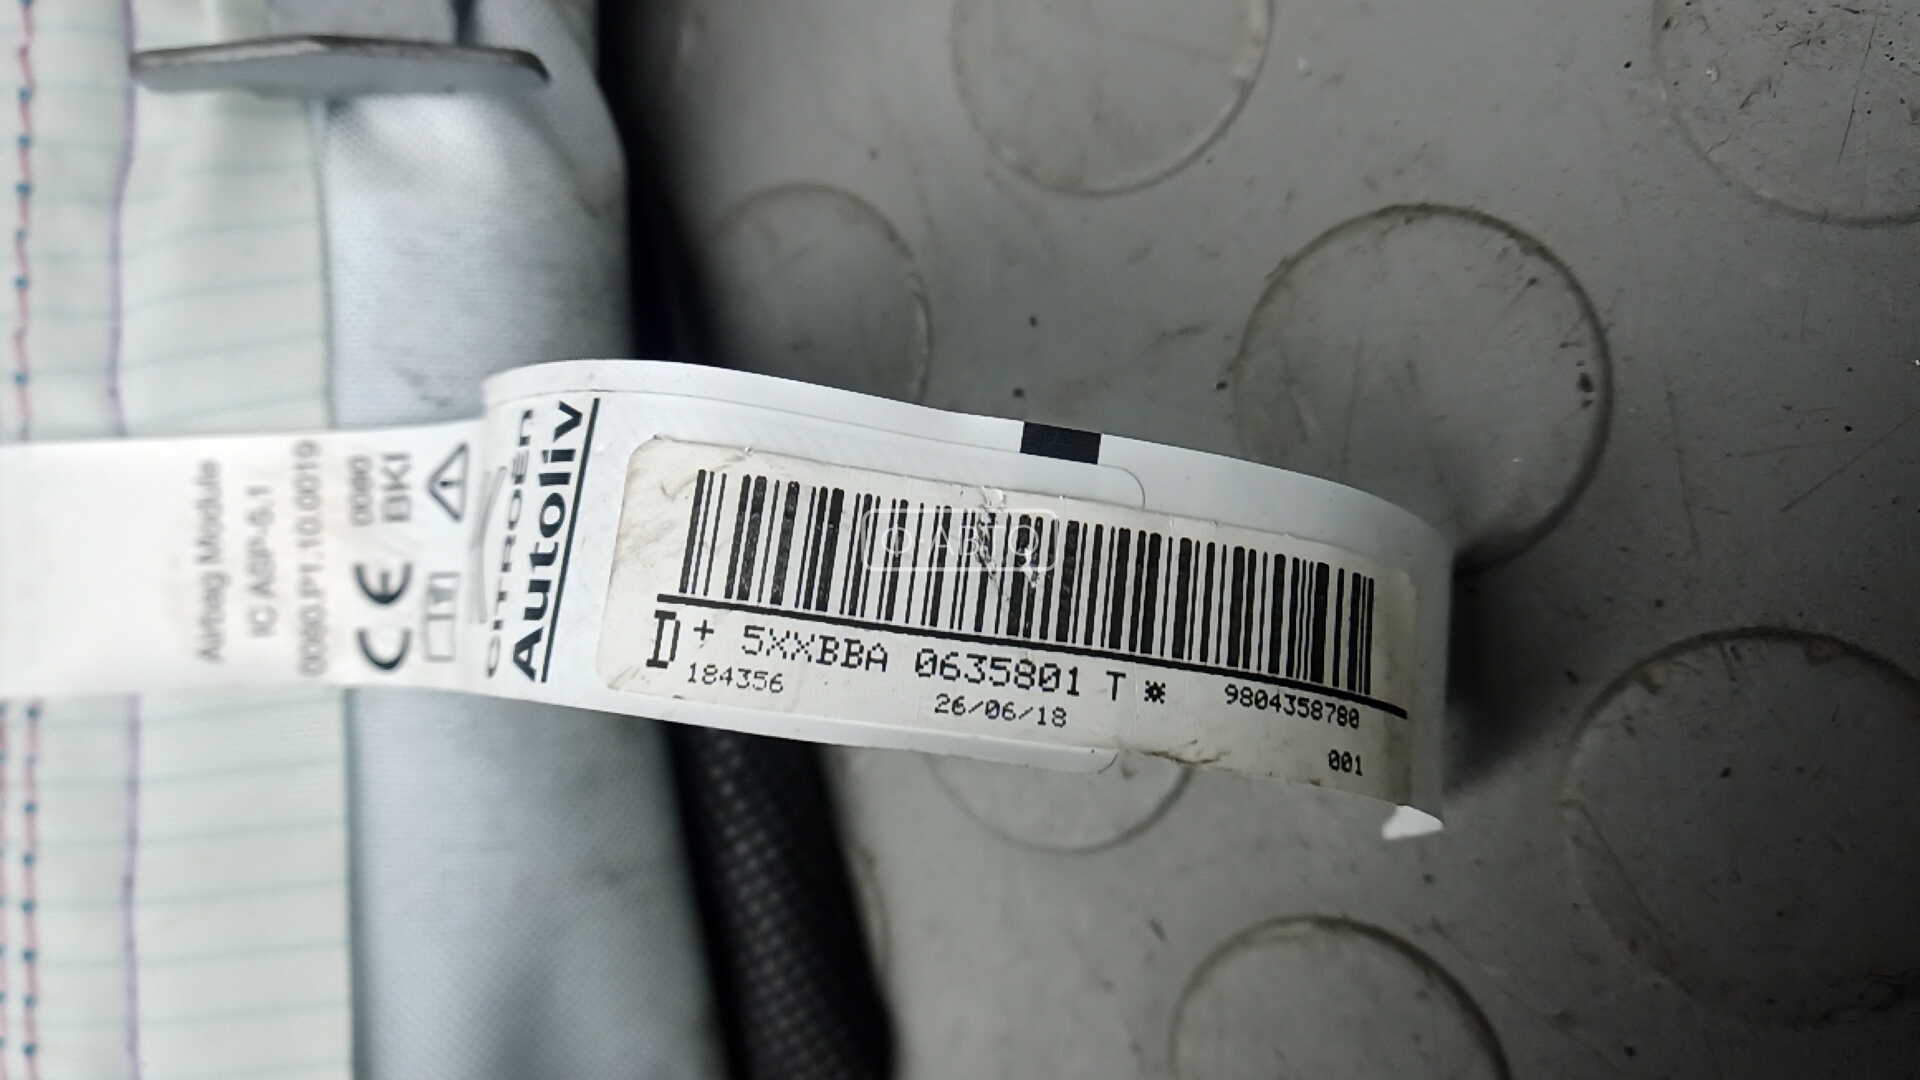 Airbag Module
IC ASP-5.1
0080.P1.10.0019
CE 0080
BKI
CITROËN
Autoliv
D + 5XXBBA 0635801 T ※ 9804358780
184356 26/06/18 001
О·АВТО